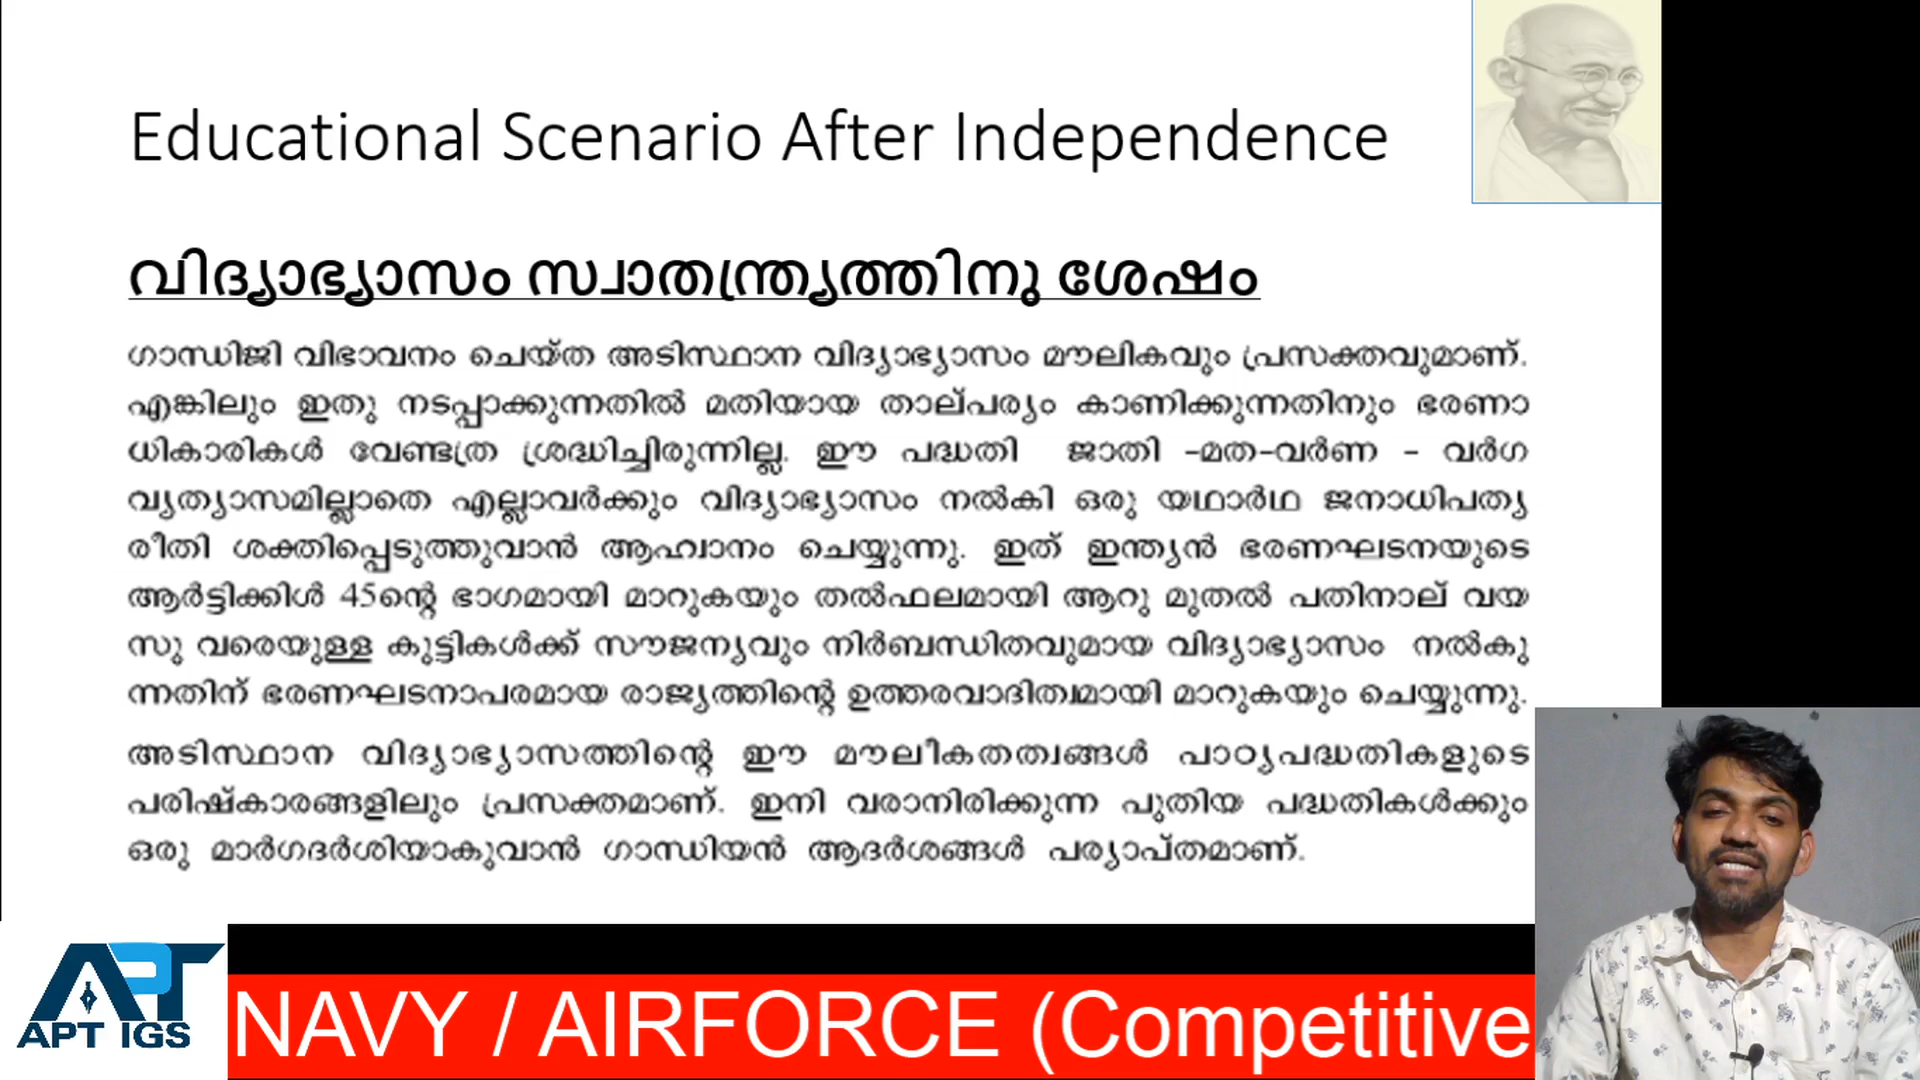 Educational Scenario After Independence
വിദ്യാഭ്യാസം സ്വാതന്ത്ര്യത്തിനു ശേഷം
ഗാന്ധിജി വിഭാവനം ചെയ്ത അടിസ്ഥാന വിദ്യാഭ്യാസം മൗലികവും പ്രസക്തവുമാണ്.
എങ്കിലും ഇതു നടപ്പാക്കുന്നതിൽ മതിയായ താല്പര്യം കാണിക്കുന്നതിനും ഭരണാ
ധികാരികൾ വേണ്ടത്ര ശ്രദ്ധിച്ചിരുന്നില്ല. ഈ പദ്ധതി ജാതി -മത-വർണ - വർഗ
വ്യത്യാസമില്ലാതെ എല്ലാവർക്കും വിദ്യാഭ്യാസം നൽകി ഒരു യഥാർഥ ജനാധിപത്യ
രീതി ശക്തിപ്പെടുത്തുവാൻ ആഹ്വാനം ചെയ്യുന്നു. ഇത് ഇന്ത്യൻ ഭരണഘടനയുടെ
ആർട്ടിക്കിൾ 45ന്റെ ഭാഗമായി മാറുകയും തൽഫലമായി ആറു മുതൽ പതിനാല് വയ
സു വരെയുള്ള കുട്ടികൾക്ക് സൗജന്യവും നിർബന്ധിതവുമായ വിദ്യാഭ്യാസം നൽകു
ന്നതിന് ഭരണഘടനാപരമായ രാജ്യത്തിന്റെ ഉത്തരവാദിത്വമായി മാറുകയും ചെയ്യുന്നു.
അടിസ്ഥാന വിദ്യാഭ്യാസത്തിന്റെ ഈ മൗലീകതത്വങ്ങൾ പാഠ്യപദ്ധതികളുടെ
പരിഷ്കാരങ്ങളിലും പ്രസക്തമാണ്. ഇനി വരാനിരിക്കുന്ന പുതിയ പദ്ധതികൾക്കും
ഒരു മാർഗദർശിയാകുവാൻ ഗാന്ധിയൻ ആദർശങ്ങൾ പര്യാപ്തമാണ്.
APT IGS
NAVY / AIRFORCE (Competitive